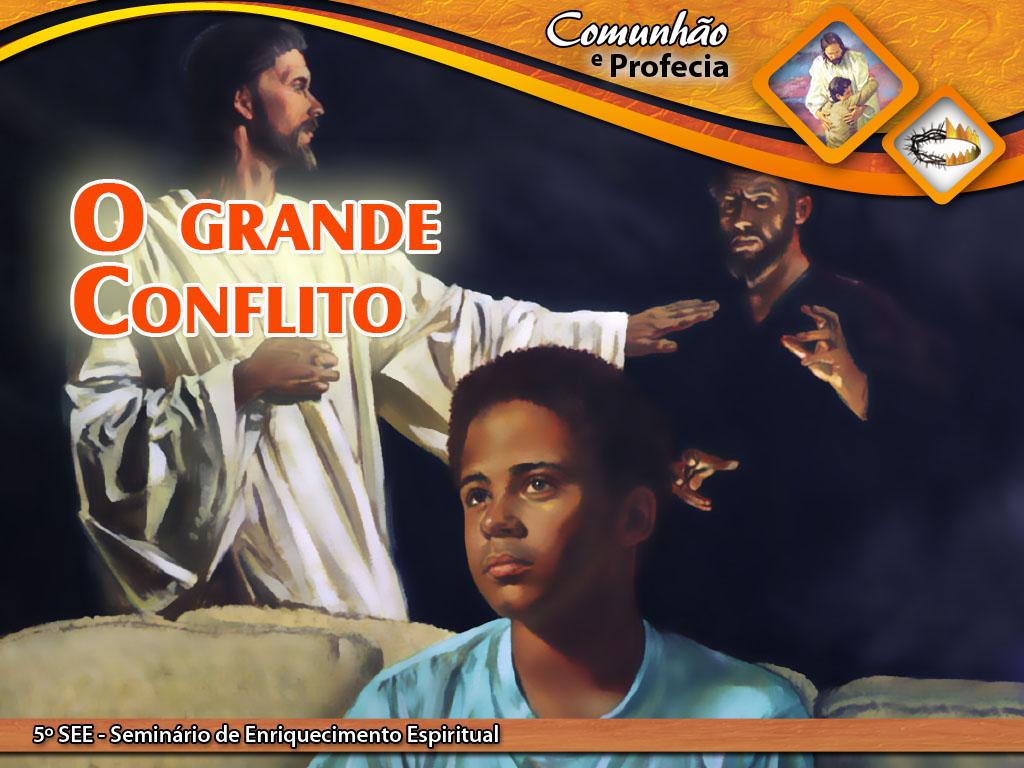 Comunhão
e Profecia
O GRANDE
CONFLITO
5º SEE - Seminário de Enriquecimento Espiritual